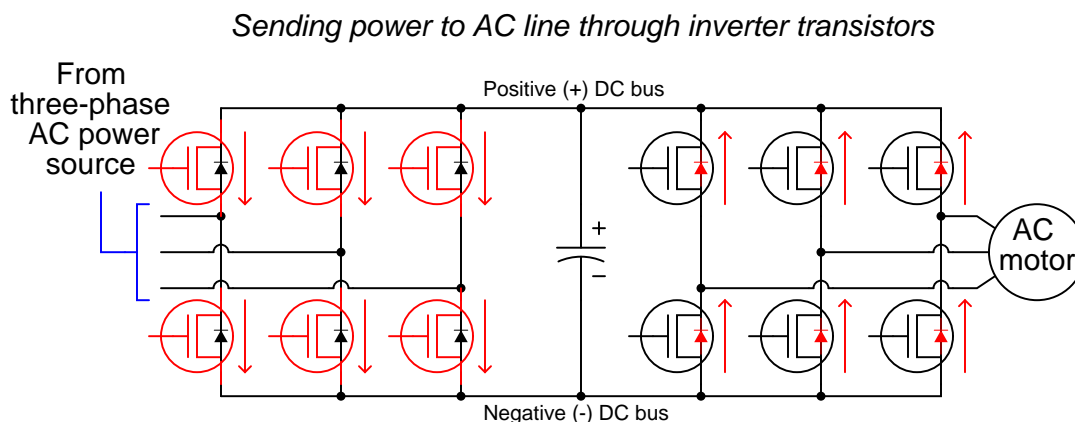 Sending power to AC line through inverter transistors
From
three-phase
AC power
source
Positive (+) DC bus
+
−
AC
motor
Negative (-) DC bus